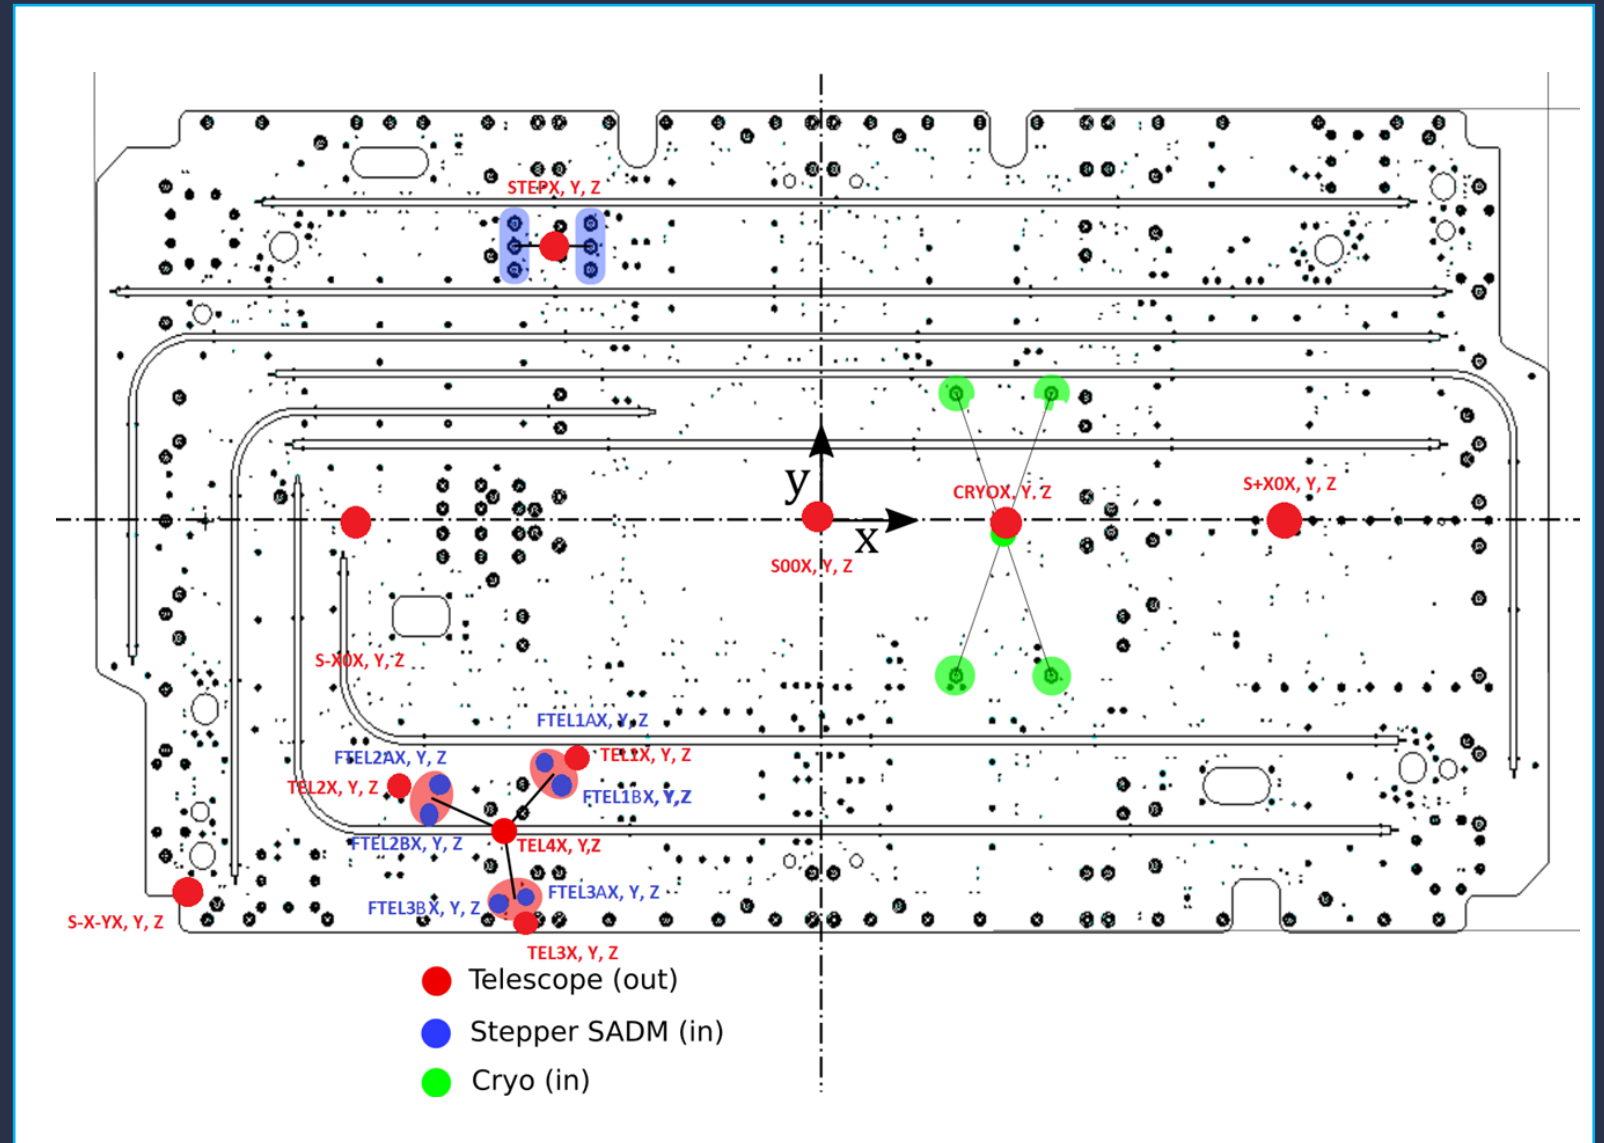 STEPX, Y, Z
y
CRYOX, Y, Z
S+X0X, Y, Z
x
S00X, Y, Z
S-X0X, Y, Z
FTEL1AX, Y, Z
FTEL2AX, Y, Z
TEL1X, Y, Z
TEL2X, Y, Z
FTEL1BX, Y,Z
FTEL2BX, Y, Z
TEL4X, Y,Z
FTEL3AX, Y, Z
FTEL3BX, Y, Z
S-X-YX, Y, Z
TEL3X, Y, Z
Telescope (out)
Stepper SADM (in)
Cryo (in)